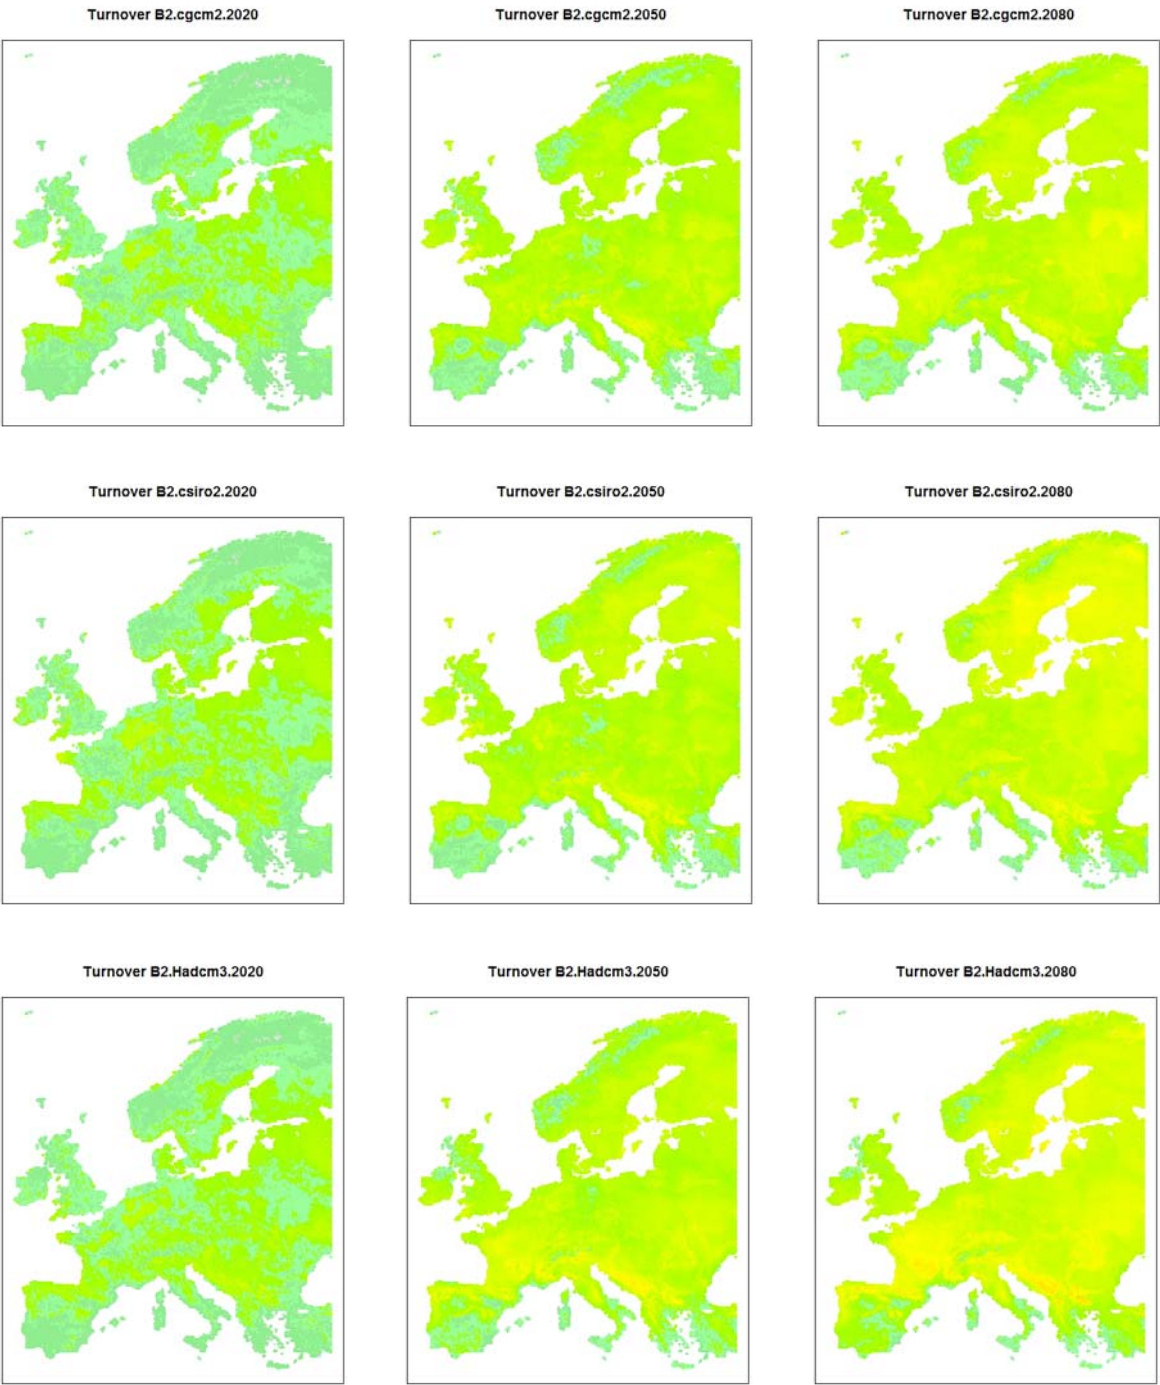 Turnover B2.cgcm2.2020
Turnover B2.cgcm2.2050
Turnover B2.cgcm2.2080
Turnover B2.csiro2.2020
Turnover B2.csiro2.2050
Turnover B2.csiro2.2080
Turnover B2.Hadcm3.2020
Turnover B2.Hadcm3.2050
Turnover B2.Hadcm3.2080